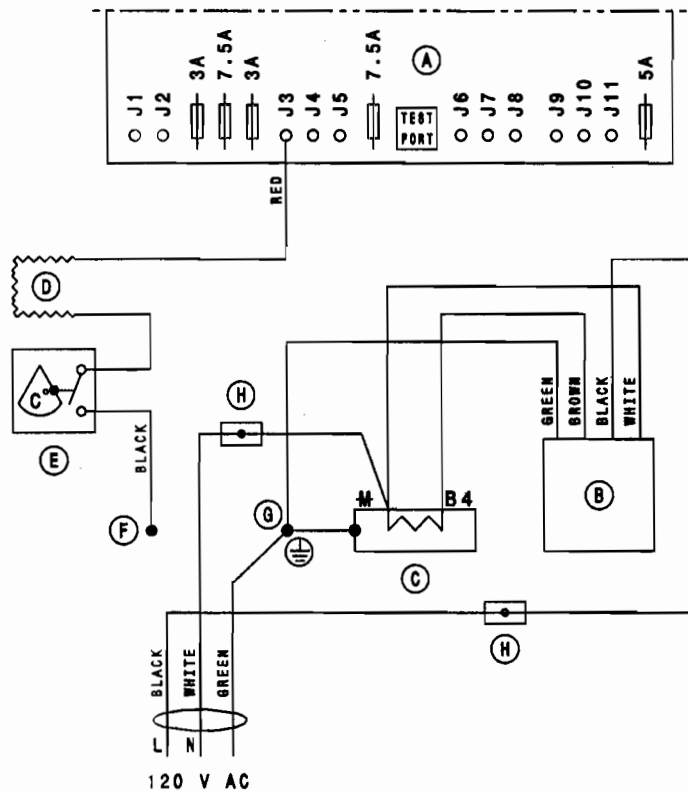 A
J1 J2 3A 7.5A 3A J3 J4 J5 7.5A TEST PORT J6 J7 J8 J9 J10 J11 5A
RED
D
C°
E
BLACK
F
H
GREEN BROWN BLACK WHITE
B
G
M B4
C
H
BLACK WHITE GREEN
L N
120 V AC